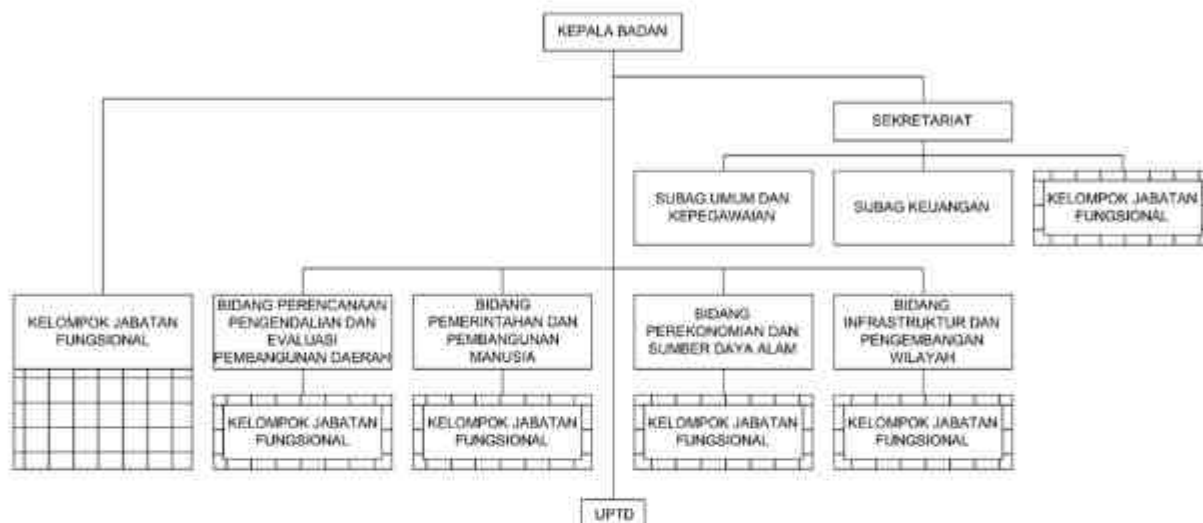 KEPALA BADAN
SEKRETARIAT
SUBAG UMUM DAN
KEPEGAWAIAN
SUBAG KEUANGAN
KELOMPOK JABATAN
FUNGSIONAL
KELOMPOK JABATAN
FUNGSIONAL
BIDANG PERENCANAAN
PENGENDALIAN DAN
EVALUASI
PEMBANGUNAN DAERAH
BIDANG
PEMERINTAHAN DAN
PEMBANGUNAN
MANUSIA
BIDANG
PEREKONOMIAN DAN
SUMBER DAYA ALAM
BIDANG
INFRASTRUKTUR DAN
PENGEMBANGAN
WILAYAH
KELOMPOK JABATAN
FUNGSIONAL
KELOMPOK JABATAN
FUNGSIONAL
KELOMPOK JABATAN
FUNGSIONAL
KELOMPOK JABATAN
FUNGSIONAL
UPTD